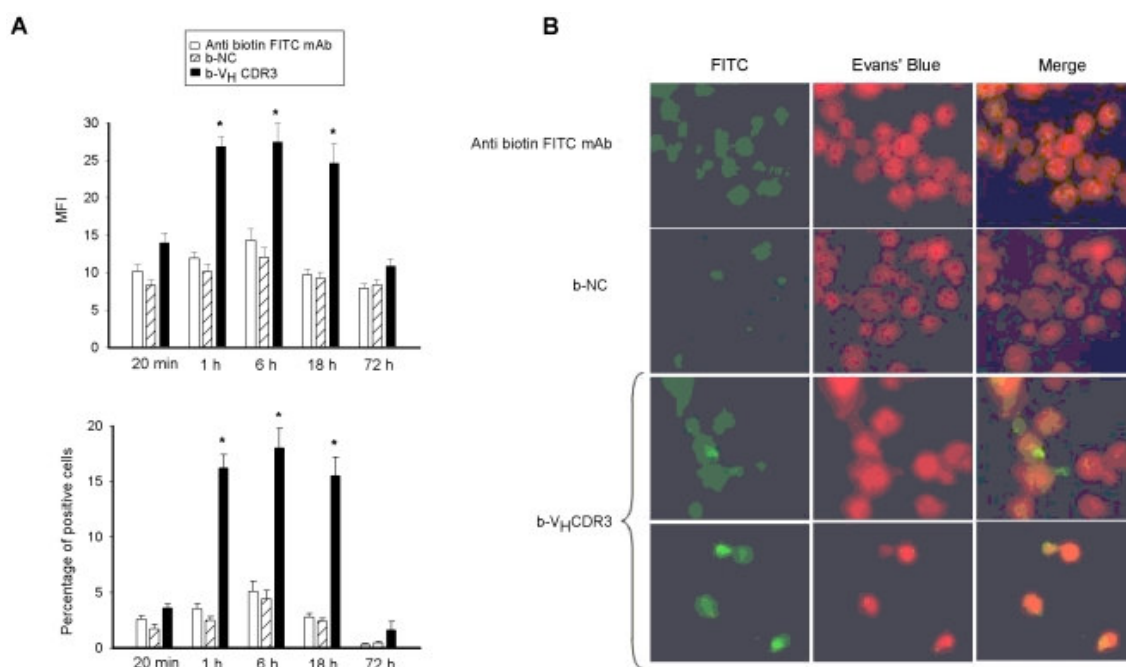 A
Anti biotin FITC mAb
b-NC
b-VH CDR3
30
25
20
15
10
5
0
MFI
* * *
20 min 1 h 6 h 18 h 72 h
20
15
10
5
0
Percentage of positive cells
* * *
20 min 1 h 6 h 18 h 72 h
B
FITC Evans' Blue Merge
Anti biotin FITC mAb
b-NC
b-VHCDR3